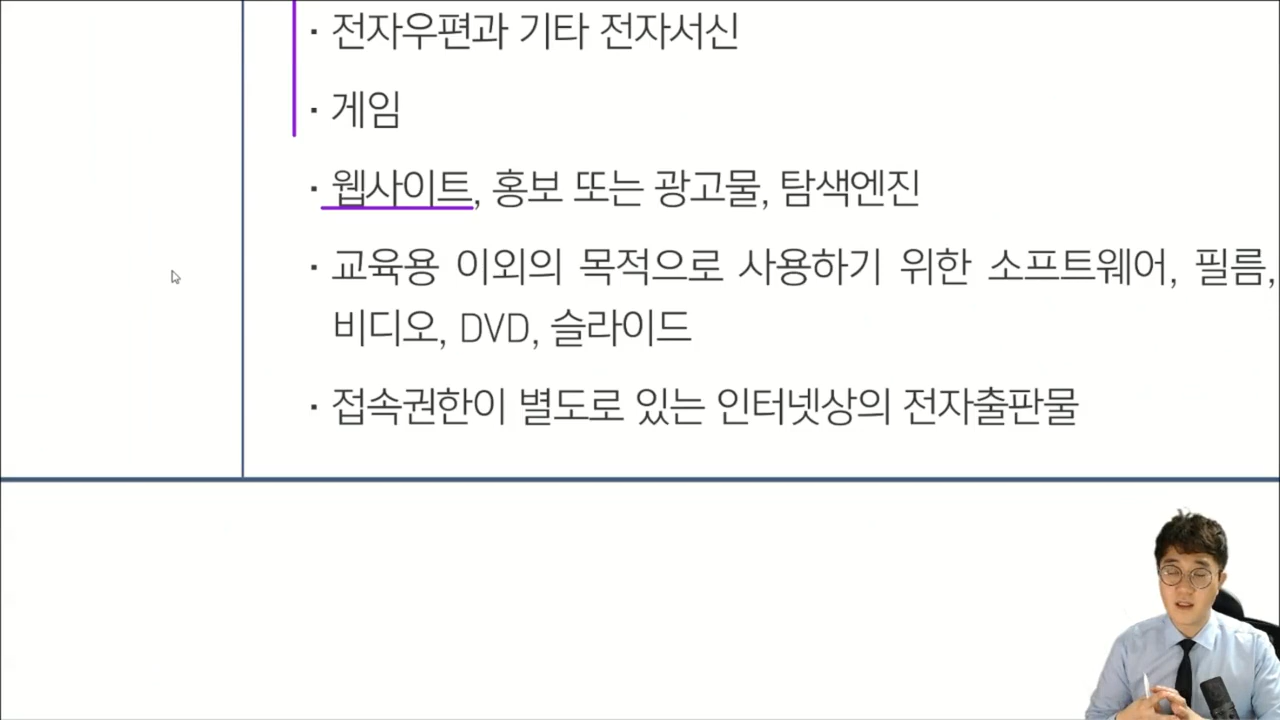 · 전자우편과 기타 전자서신
· 게임
· 웹사이트, 홍보 또는 광고물, 탐색엔진
· 교육용 이외의 목적으로 사용하기 위한 소프트웨어, 필름,
비디오, DVD, 슬라이드
· 접속권한이 별도로 있는 인터넷상의 전자출판물